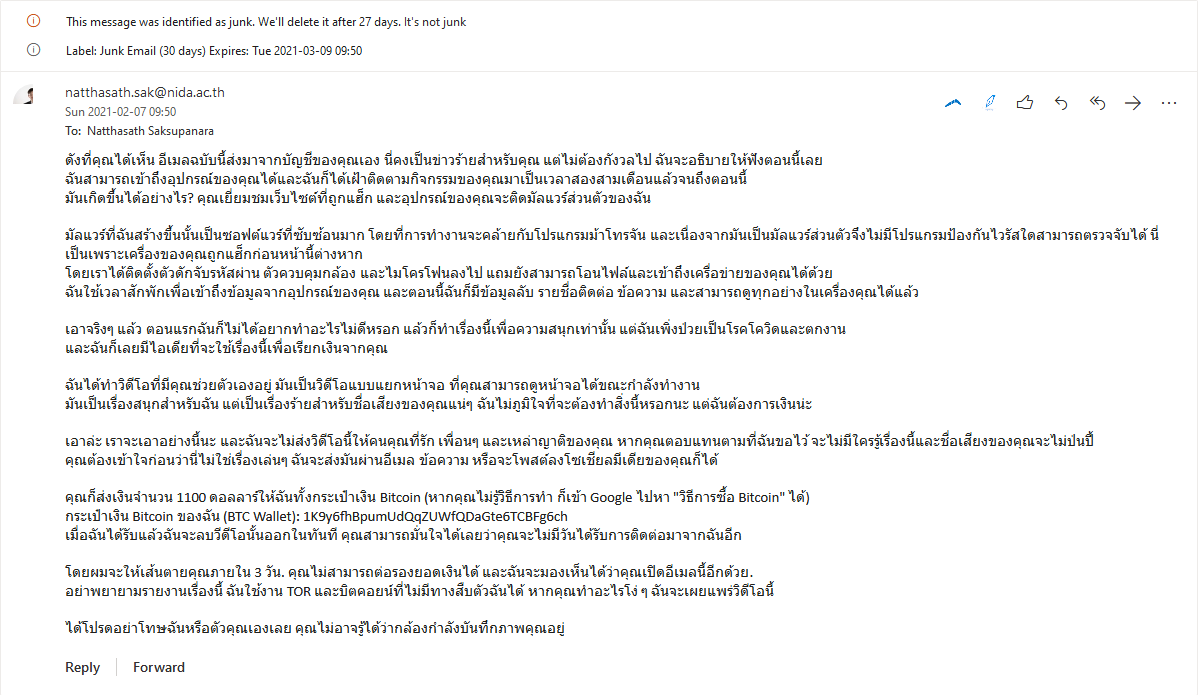 This message was identified as junk. We'll delete it after 27 days. It's not junk
Label: Junk Email (30 days) Expires: Tue 2021-03-09 09:50
natthasath.sak@nida.ac.th
Sun 2021-02-07 09:50
To: Natthasath Saksupanara
ดังที่คุณได้เห็น อีเมลฉบับนี้ส่งมาจากบัญชีของคุณเอง นี่คงเป็นข่าวร้ายสำหรับคุณ แต่ไม่ต้องกังวลไป ฉันจะอธิบายให้ฟังตอนนี้เลย
ฉันสามารถเข้าถึงอุปกรณ์ของคุณได้และฉันก็ได้เฝ้าติดตามกิจกรรมของคุณมาเป็นเวลาสองสามเดือนแล้วจนถึงตอนนี้
มันเกิดขึ้นได้อย่างไร? คุณเยี่ยมชมเว็บไซต์ที่ถูกแฮ็ก และอุปกรณ์ของคุณจะติดมัลแวร์ส่วนตัวของฉัน
มัลแวร์ที่ฉันสร้างขึ้นนั้นเป็นซอฟต์แวร์ที่ซับซ้อนมาก โดยที่การทำงานจะคล้ายกับโปรแกรมม้าโทรจัน และเนื่องจากมันเป็นมัลแวร์ส่วนตัวจึงไม่มีโปรแกรมป้องกันไวรัสใดสามารถตรวจจับได้ นี่
เป็นเพราะเครื่องของคุณถูกแฮ็กก่อนหน้านี้ต่างหาก
โดยเราได้ติดตั้งตัวดักจับรหัสผ่าน ตัวควบคุมกล้อง และไมโครโฟนลงไป แถมยังสามารถโอนไฟล์และเข้าถึงเครือข่ายของคุณได้ด้วย
ฉันใช้เวลาสักพักเพื่อเข้าถึงข้อมูลจากอุปกรณ์ของคุณ และตอนนี้ฉันก็มีข้อมูลลับ รายชื่อติดต่อ ข้อความ และสามารถดูทุกอย่างในเครื่องคุณได้แล้ว
เอาจริงๆ แล้ว ตอนแรกฉันก็ไม่ได้อยากทำอะไรไม่ดีหรอก แล้วก็ทำเรื่องนี้เพื่อความสนุกเท่านั้น แต่ฉันเพิ่งป่วยเป็นโรคโควิดและตกงาน
และฉันก็เลยมีไอเดียที่จะใช้เรื่องนี้เพื่อเรียกเงินจากคุณ
ฉันได้ทำวิดีโอที่มีคุณช่วยตัวเองอยู่ มันเป็นวิดีโอแบบแยกหน้าจอ ที่คุณสามารถดูหน้าจอได้ขณะกำลังทำงาน
มันเป็นเรื่องสนุกสำหรับฉัน แต่เป็นเรื่องร้ายสำหรับชื่อเสียงของคุณแน่ๆ ฉันไม่ภูมิใจที่จะต้องทำสิ่งนี้หรอกนะ แต่ฉันต้องการเงินน่ะ
เอาล่ะ เราจะเอาอย่างนี้นะ และฉันจะไม่ส่งวิดีโอนี้ให้คนคุณที่รัก เพื่อนๆ และเหล่าญาติของคุณ หากคุณตอบแทนตามที่ฉันขอไว้ จะไม่มีใครรู้เรื่องนี้และชื่อเสียงของคุณจะไม่ป่นปี้
คุณต้องเข้าใจก่อนว่านี่ไม่ใช่เรื่องเล่นๆ ฉันจะส่งมันผ่านอีเมล ข้อความ หรือจะโพสต์ลงโซเชียลมีเดียของคุณก็ได้
คุณก็ส่งเงินจำนวน 1100 ดอลลาร์ให้ฉันทั้งกระเป๋าเงิน Bitcoin (หากคุณไม่รู้วิธีการทำ ก็เข้า Google ไปหา "วิธีการซื้อ Bitcoin" ได้)
กระเป๋าเงิน Bitcoin ของฉัน (BTC Wallet): 1K9y6fhBpumUdQqZUWfQDaGte6TCBFg6ch
เมื่อฉันได้รับแล้วฉันจะลบวีดีโอนั้นออกในทันที คุณสามารถมั่นใจได้เลยว่าคุณจะไม่มีวันได้รับการติดต่อมาจากฉันอีก
โดยผมจะให้เส้นตายคุณภายใน 3 วัน. คุณไม่สามารถต่อรองยอดเงินได้ และฉันจะมองเห็นได้ว่าคุณเปิดอีเมลนี้อีกด้วย.
อย่าพยายามรายงานเรื่องนี้ ฉันใช้งาน TOR และบิตคอยน์ที่ไม่มีทางสืบตัวฉันได้ หากคุณทำอะไรโง่ ๆ ฉันจะเผยแพร่วิดีโอนี้
ได้โปรดอย่าโทษฉันหรือตัวคุณเองเลย คุณไม่อาจรู้ได้ว่ากล้องกำลังบันทึกภาพคุณอยู่
Reply
Forward